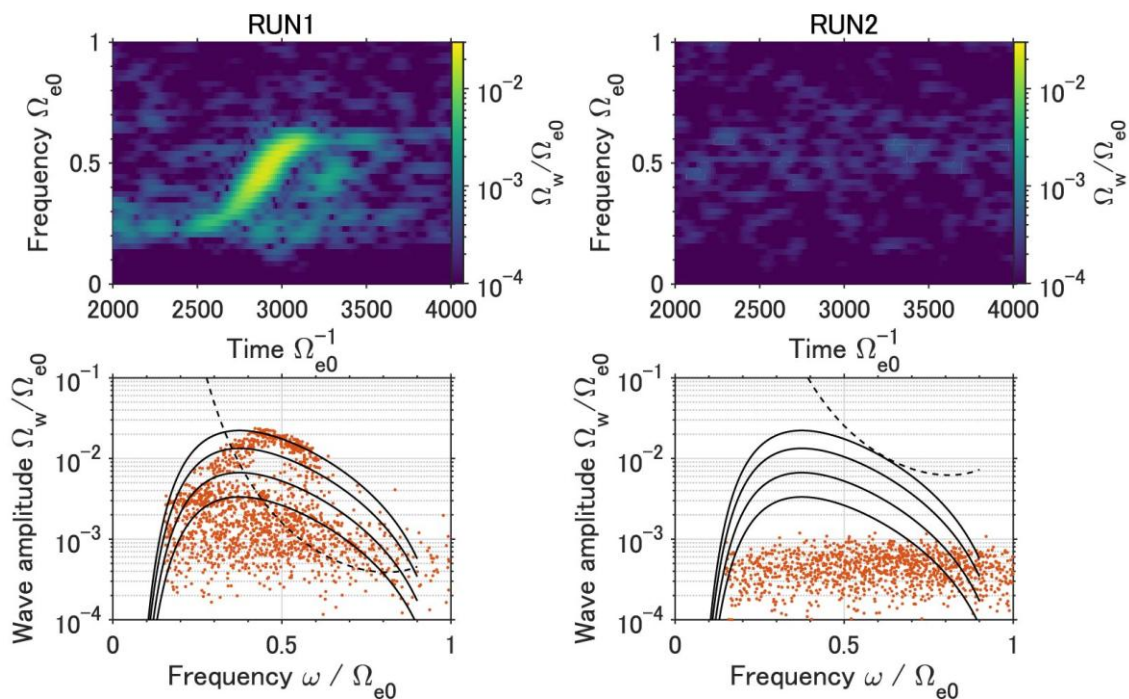 RUN1
1
0.5
0
Frequency Ω_e0
10^-2
10^-3
10^-4
Ω_w/Ω_e0
2000 2500 3000 3500 4000
Time Ω_e0^-1
RUN2
1
0.5
0
Frequency Ω_e0
10^-2
10^-3
10^-4
Ω_w/Ω_e0
2000 2500 3000 3500 4000
Time Ω_e0^-1
10^-1
10^-2
10^-3
10^-4
Wave amplitude Ω_w/Ω_e0
0 0.5 1
Frequency ω / Ω_e0
10^-1
10^-2
10^-3
10^-4
Wave amplitude Ω_w/Ω_e0
0 0.5 1
Frequency ω / Ω_e0